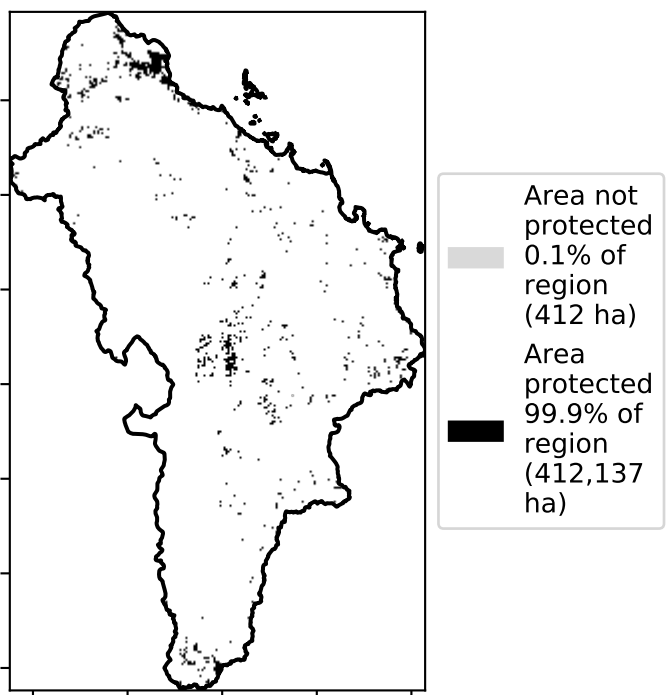 Area not
protected
0.1% of
region
(412 ha)
Area
protected
99.9% of
region
(412,137
ha)